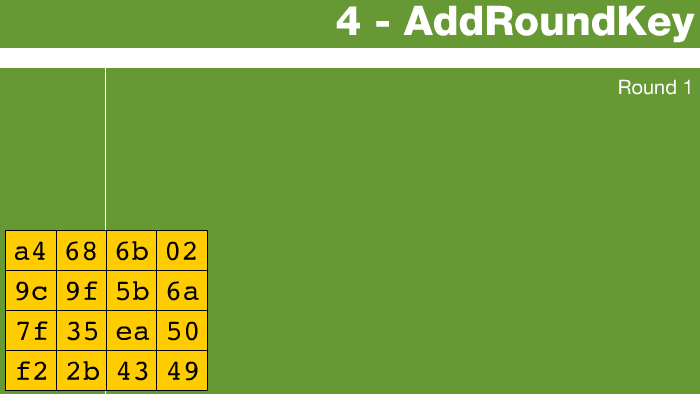 4 - AddRoundKey
Round 1
a4 68 6b 02
9c 9f 5b 6a
7f 35 ea 50
f2 2b 43 49